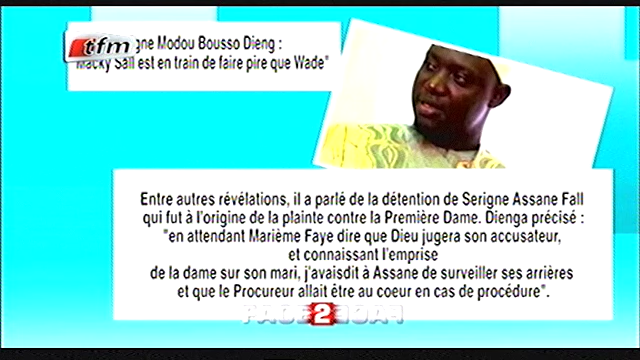 tfm
gne Modou Bousso Dieng :
Macky Sall est en train de faire pire que Wade"
Entre autres révélations, il a parlé de la détention de Serigne Assane Fall
qui fut à l'origine de la plainte contre la Première Dame. Dienga précisé :
"en attendant Marième Faye dire que Dieu jugera son accusateur,
et connaissant l'emprise
de la dame sur son mari, j'avaisdit à Assane de surveiller ses arrières
et que le Procureur allait être au coeur en cas de procédure".
FACE2FACE